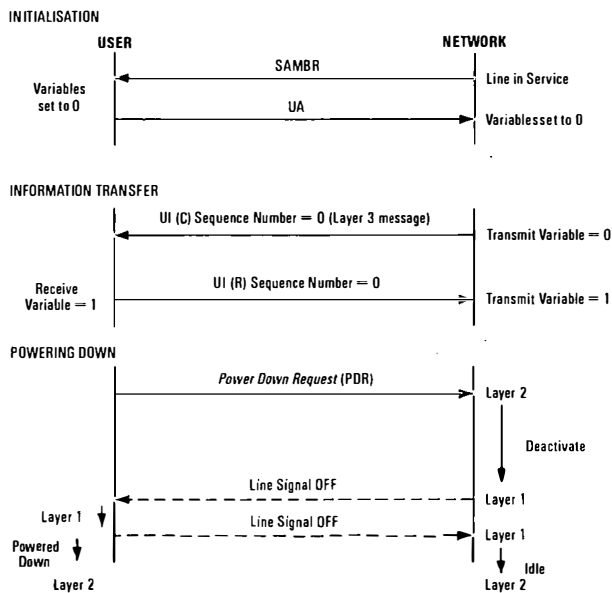 INITIALISATION
USER
NETWORK
SAMBR
Line in Service
Variables
set to 0
UA
Variables set to 0
INFORMATION TRANSFER
UI (C) Sequence Number = 0 (Layer 3 message)
Transmit Variable = 0
UI (R) Sequence Number = 0
Receive
Variable = 1
Transmit Variable = 1
POWERING DOWN
Power Down Request (PDR)
Layer 2
Deactivate
Line Signal OFF
Layer 1
Layer 1
Line Signal OFF
Layer 1
Powered
Down
Idle
Layer 2
Layer 2